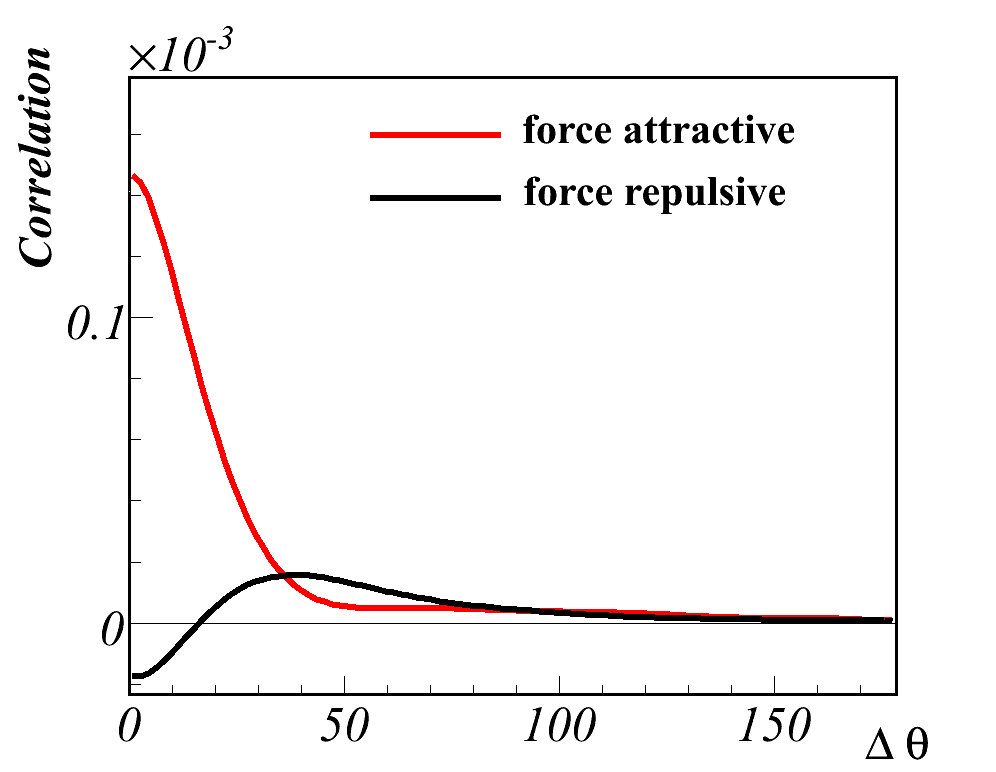 ×10⁻³
Correlation
force attractive
force repulsive
0.1
0
0 50 100 150
Δ θ